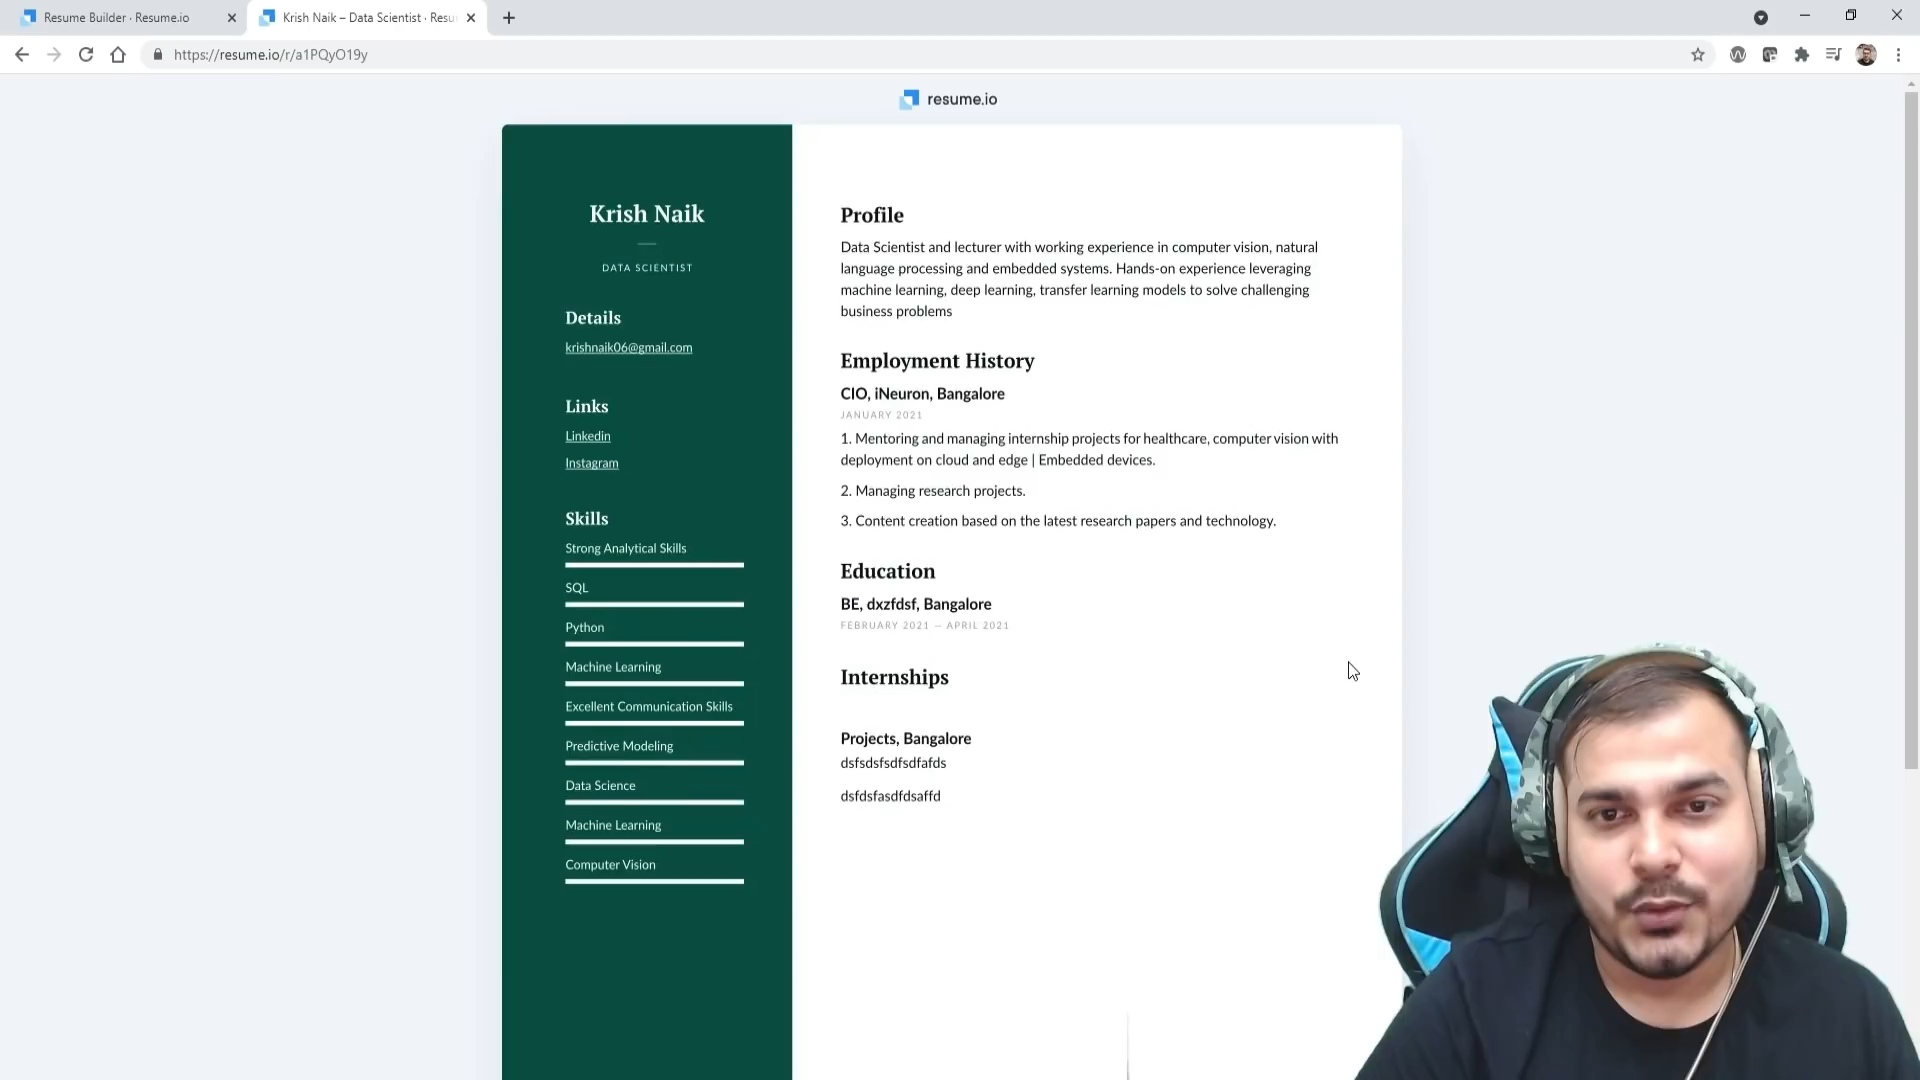 Resume Builder · Resume.io
Krish Naik – Data Scientist · Resu
https://resume.io/r/a1PQyO19y
resume.io
Krish Naik
DATA SCIENTIST
Details
krishnaik06@gmail.com
Links
Linkedin
Instagram
Skills
Strong Analytical Skills
SQL
Python
Machine Learning
Excellent Communication Skills
Predictive Modeling
Data Science
Machine Learning
Computer Vision
Profile
Data Scientist and lecturer with working experience in computer vision, natural
language processing and embedded systems. Hands-on experience leveraging
machine learning, deep learning, transfer learning models to solve challenging
business problems
Employment History
CIO, iNeuron, Bangalore
JANUARY 2021
1. Mentoring and managing internship projects for healthcare, computer vision with
deployment on cloud and edge | Embedded devices.
2. Managing research projects.
3. Content creation based on the latest research papers and technology.
Education
BE, dxzfdsf, Bangalore
FEBRUARY 2021 — APRIL 2021
Internships
Projects, Bangalore
dsfsdsfsdfsdfafds
dsfdsfasdfdsaffd